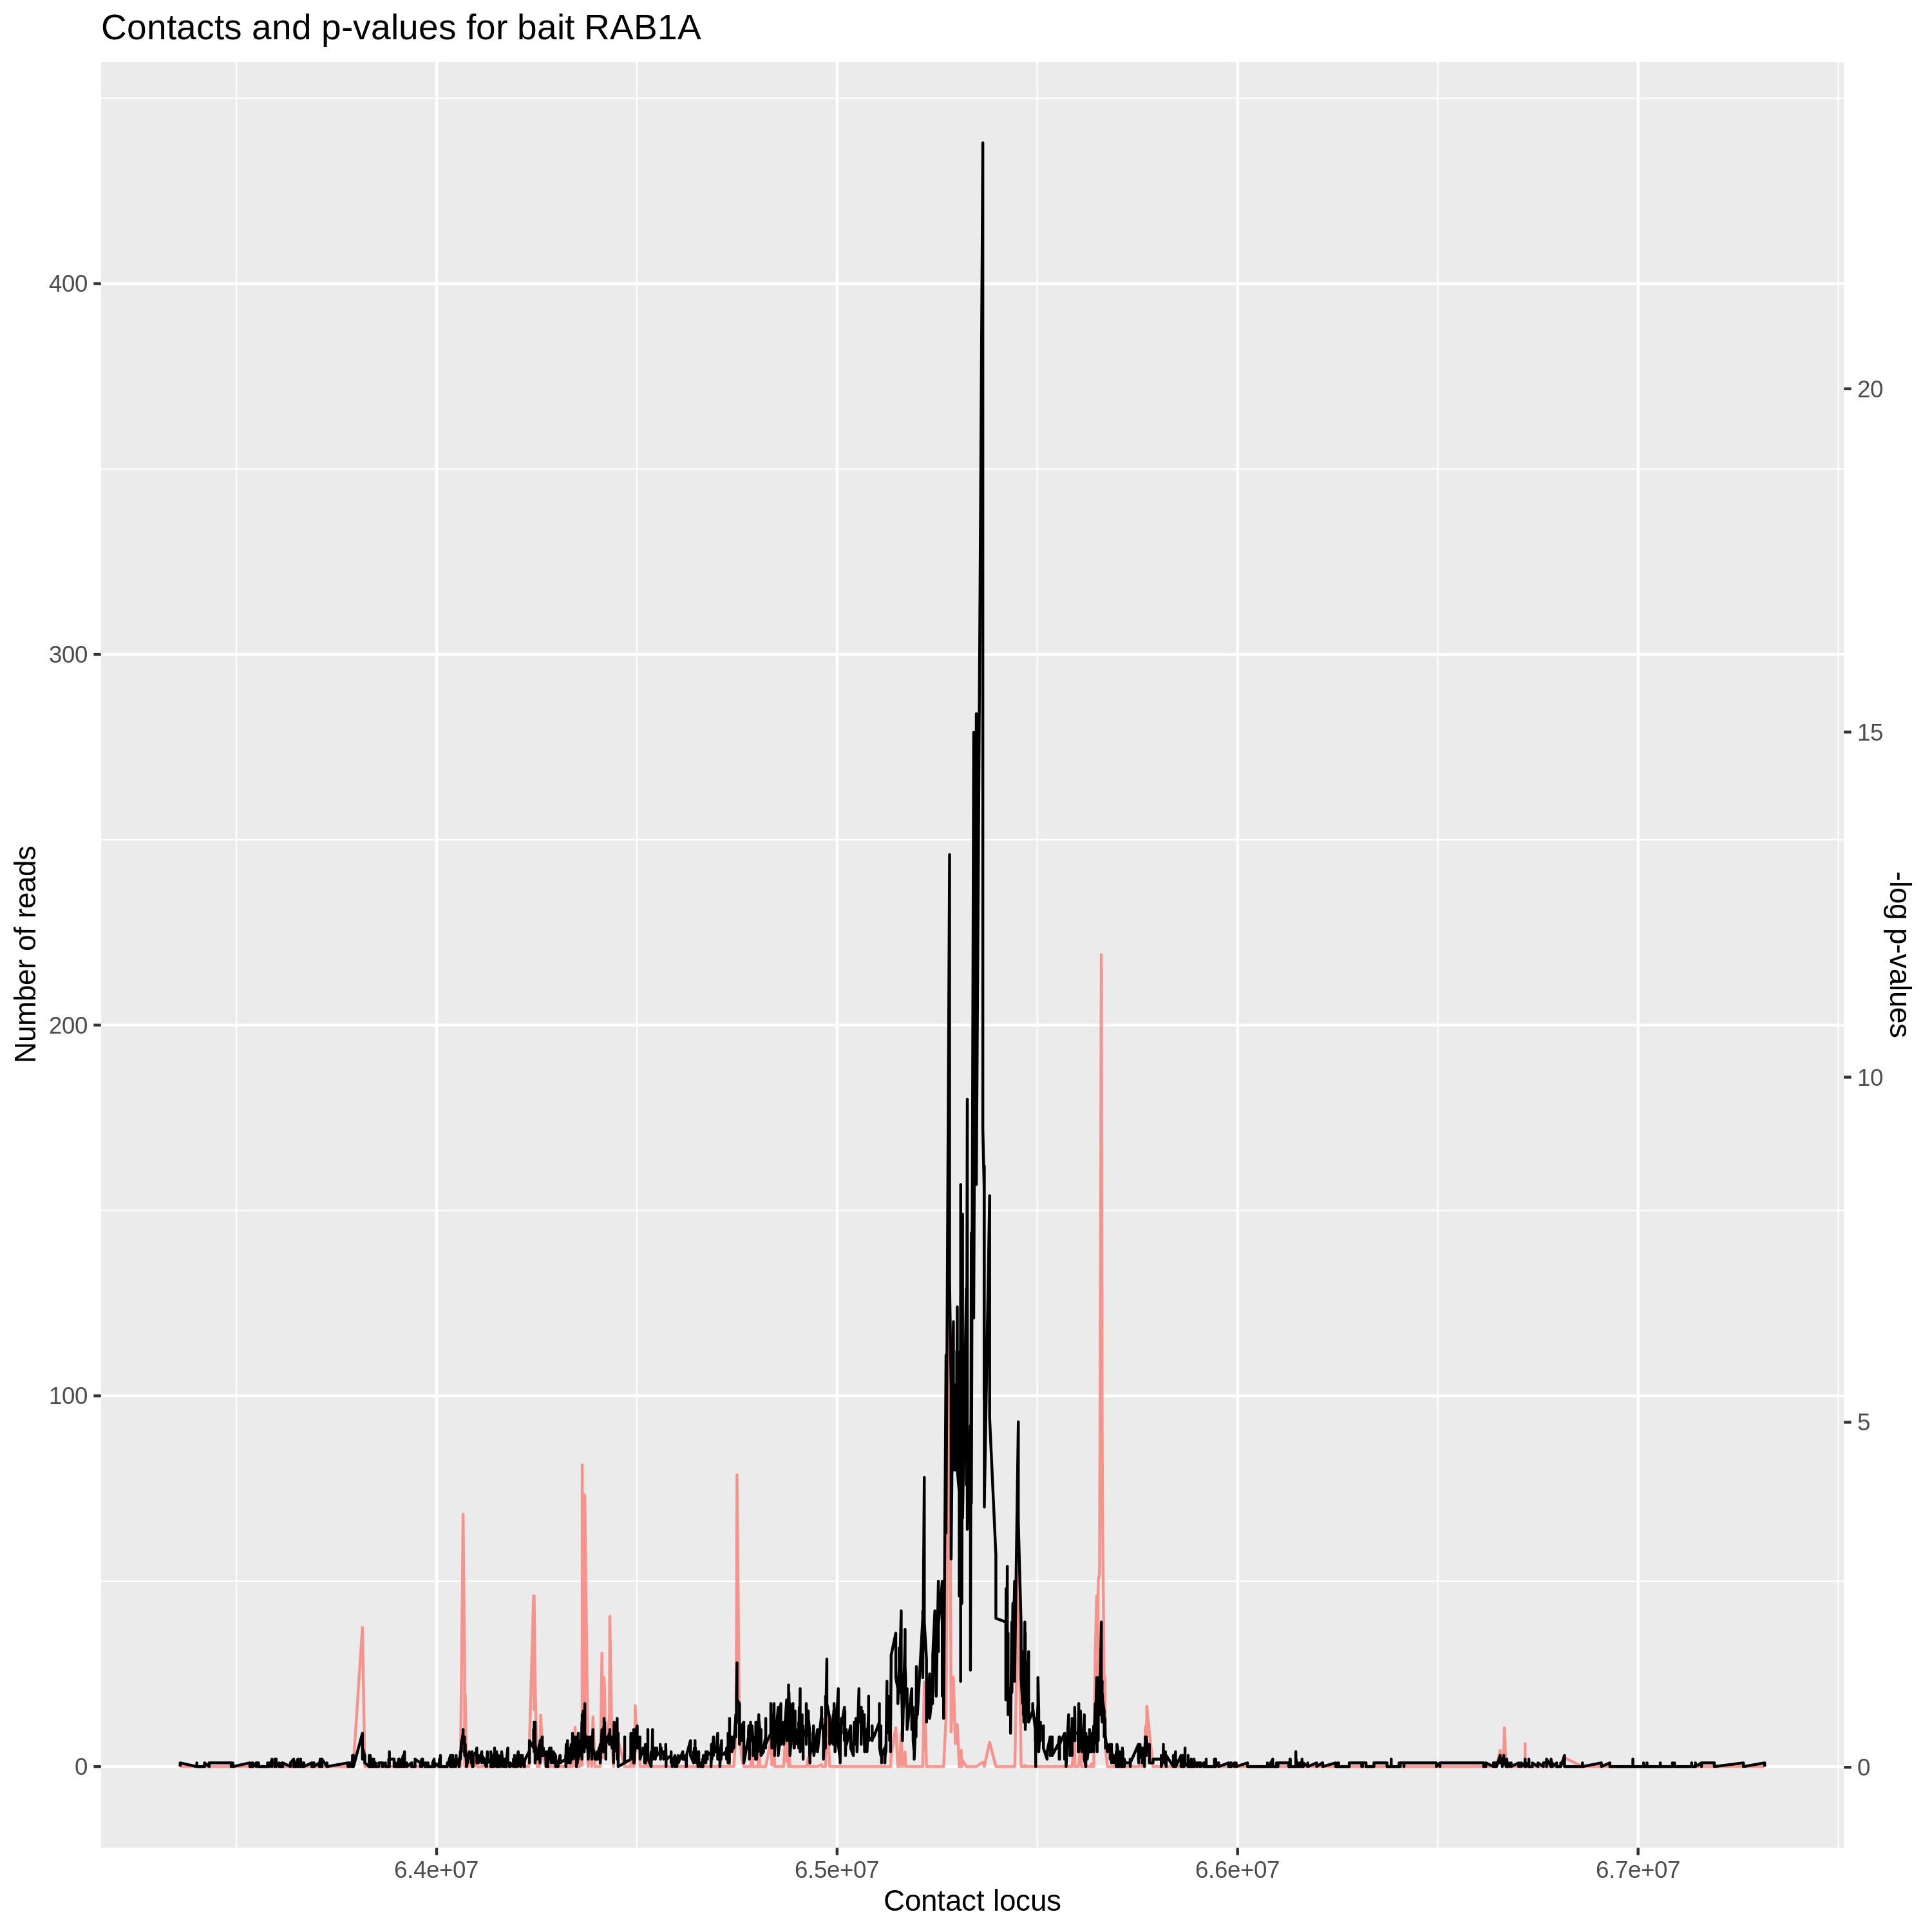 Contacts and p-values for bait RAB1A
400
300
200
100
0
20
15
10
5
0
Number of reads
-log p-values
6.4e+07
6.5e+07
6.6e+07
6.7e+07
Contact locus